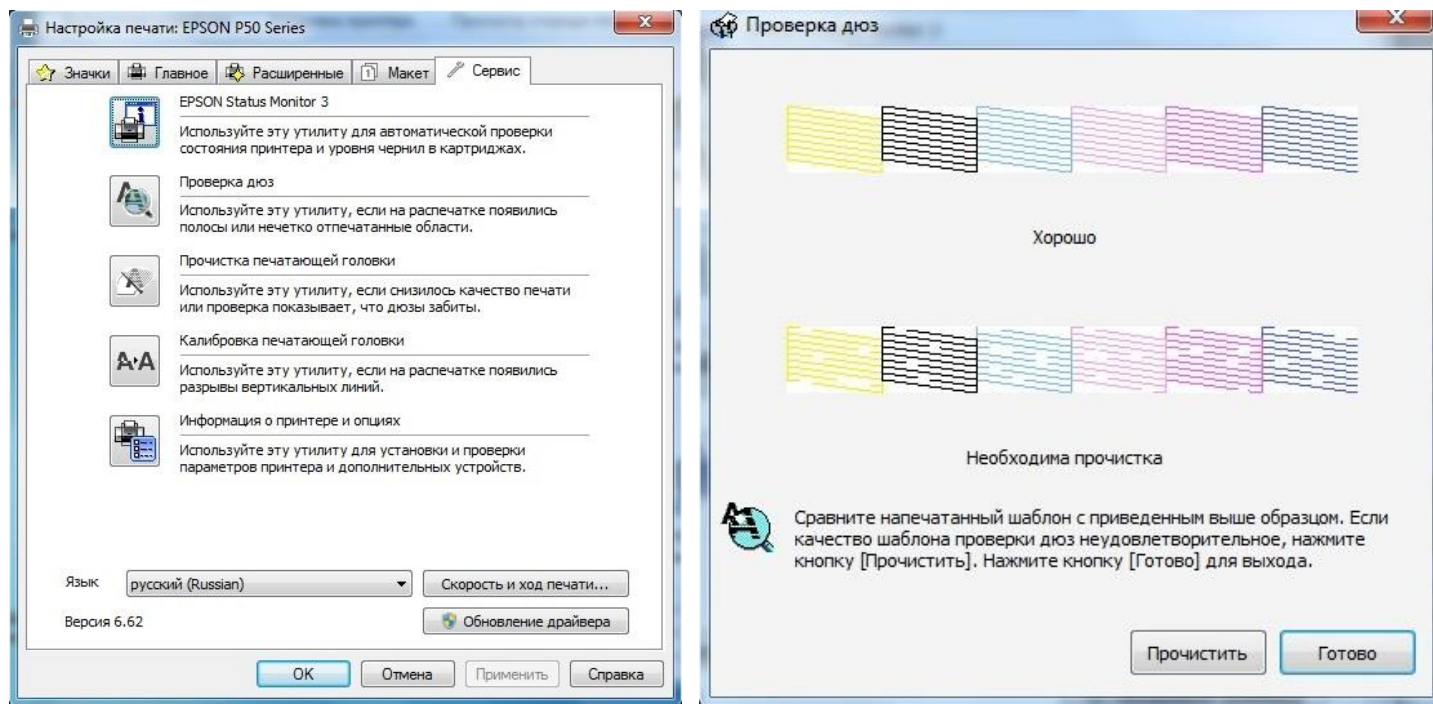 Настройка печати: EPSON P50 Series
Значки
Главное
Расширенные
Макет
Сервис
EPSON Status Monitor 3
Используйте эту утилиту для автоматической проверки
состояния принтера и уровня чернил в картриджах.
Проверка дюз
Используйте эту утилиту, если на распечатке появились
полосы или нечетко отпечатанные области.
Прочистка печатающей головки
Используйте эту утилиту, если снизилось качество печати
или проверка показывает, что дюзы забиты.
Калибровка печатающей головки
Используйте эту утилиту, если на распечатке появились
разрывы вертикальных линий.
Информация о принтере и опциях
Используйте эту утилиту для установки и проверки
параметров принтера и дополнительных устройств.
Язык
русский (Russian)
Скорость и ход печати...
Версия 6.62
Обновление драйвера
OK
Отмена
Применить
Справка
Проверка дюз
Хорошо
Необходима прочистка
Сравните напечатанный шаблон с приведенным выше образцом. Если
качество шаблона проверки дюз неудовлетворительное, нажмите
кнопку [Прочистить]. Нажмите кнопку [Готово] для выхода.
Прочистить
Готово